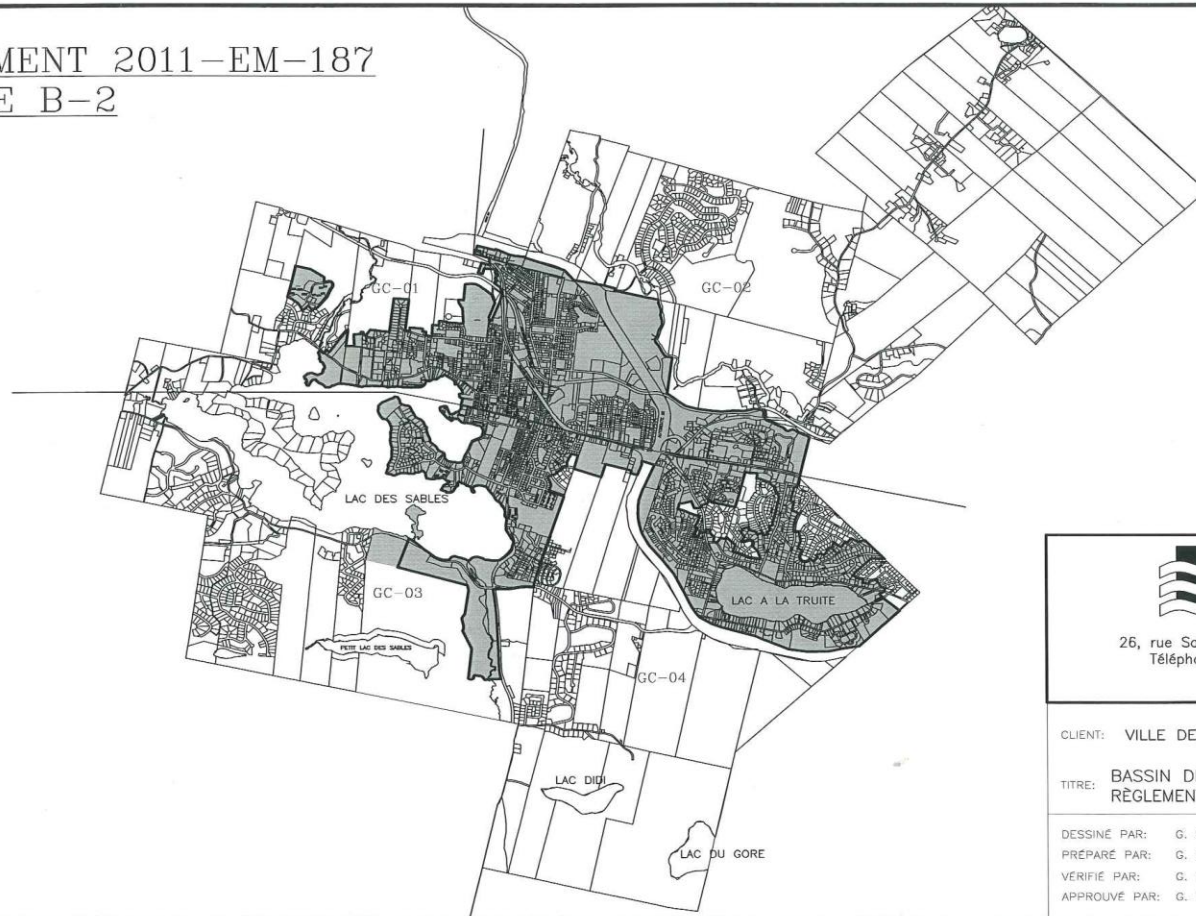 MENT 2011-EM-187
E B-2
GC-01
GC-02
LAC DES SABLES
LAC A LA TRUITE
GC-03
PETIT LAC DES SABLES
GC-04
LAC DIDI
LAC DU GORE
26, rue
Téléph
CLIENT: VILLE DE
TITRE: BASSIN
RÈGLEMEN
DESSINÉ PAR: G.
PRÉPARÉ PAR: G.
VÉRIFIÉ PAR: G.
APPROUVÉ PAR: G.